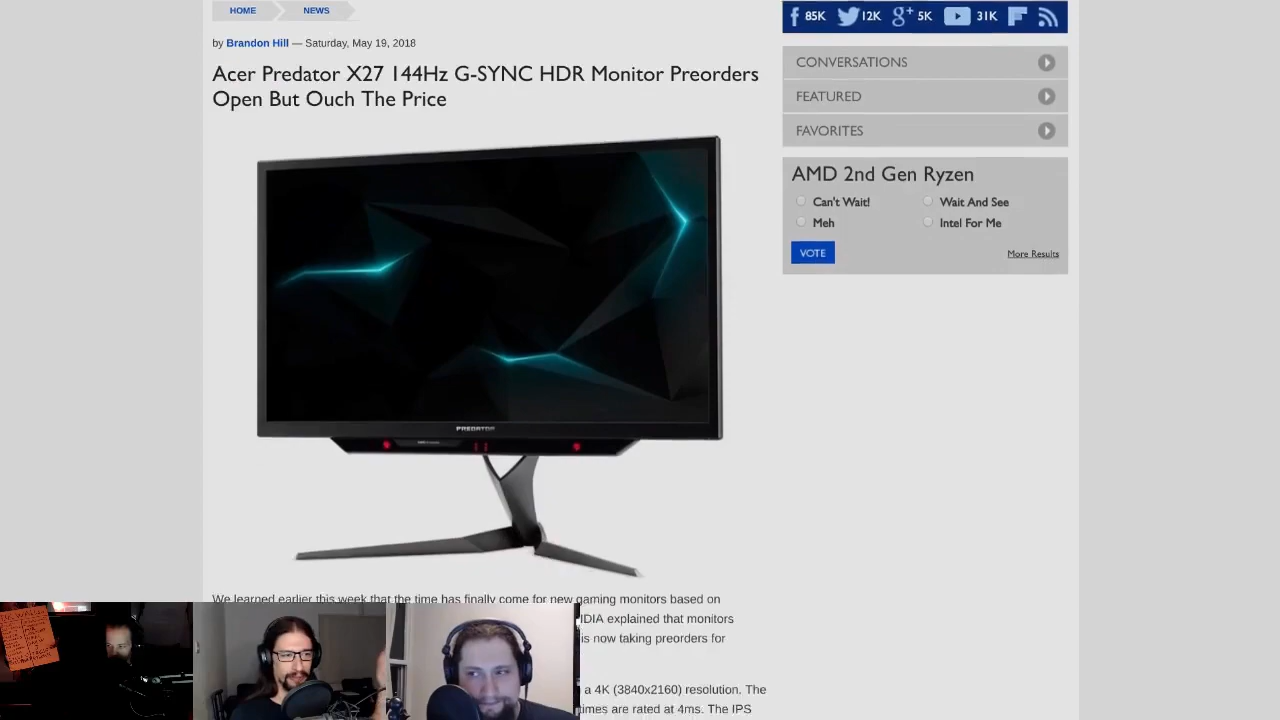 HOME
NEWS
85K
12K
5K
31K
by Brandon Hill — Saturday, May 19, 2018
Acer Predator X27 144Hz G-SYNC HDR Monitor Preorders
Open But Ouch The Price
CONVERSATIONS
FEATURED
FAVORITES
AMD 2nd Gen Ryzen
Can't Wait!
Wait And See
Meh
Intel For Me
VOTE
More Results
PREDATOR
We learned earlier this week that the time has finally come for new gaming monitors based on
explained that monitors
is now taking preorders for
a 4K (3840x2160) resolution. The
are rated at 4ms. The IPS